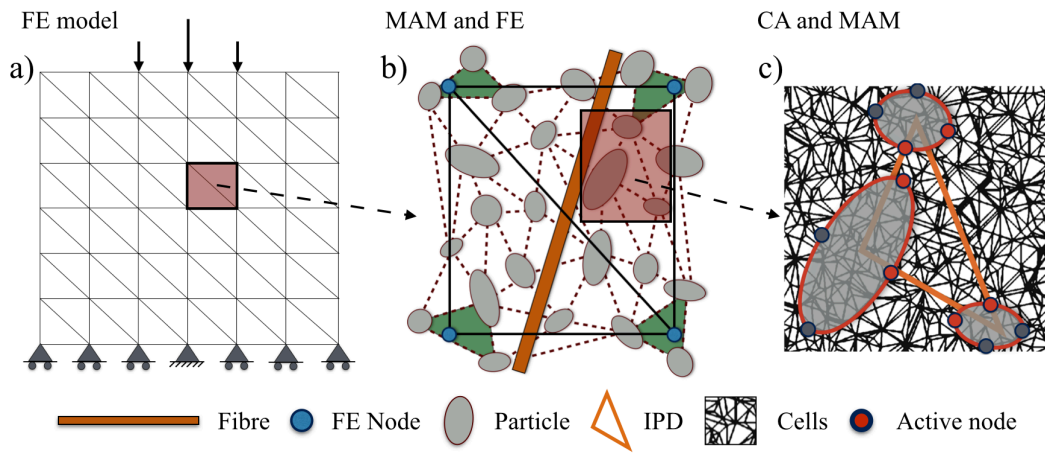 FE model
MAM and FE
CA and MAM
a)
b)
c)
Fibre
FE Node
Particle
IPD
Cells
Active node